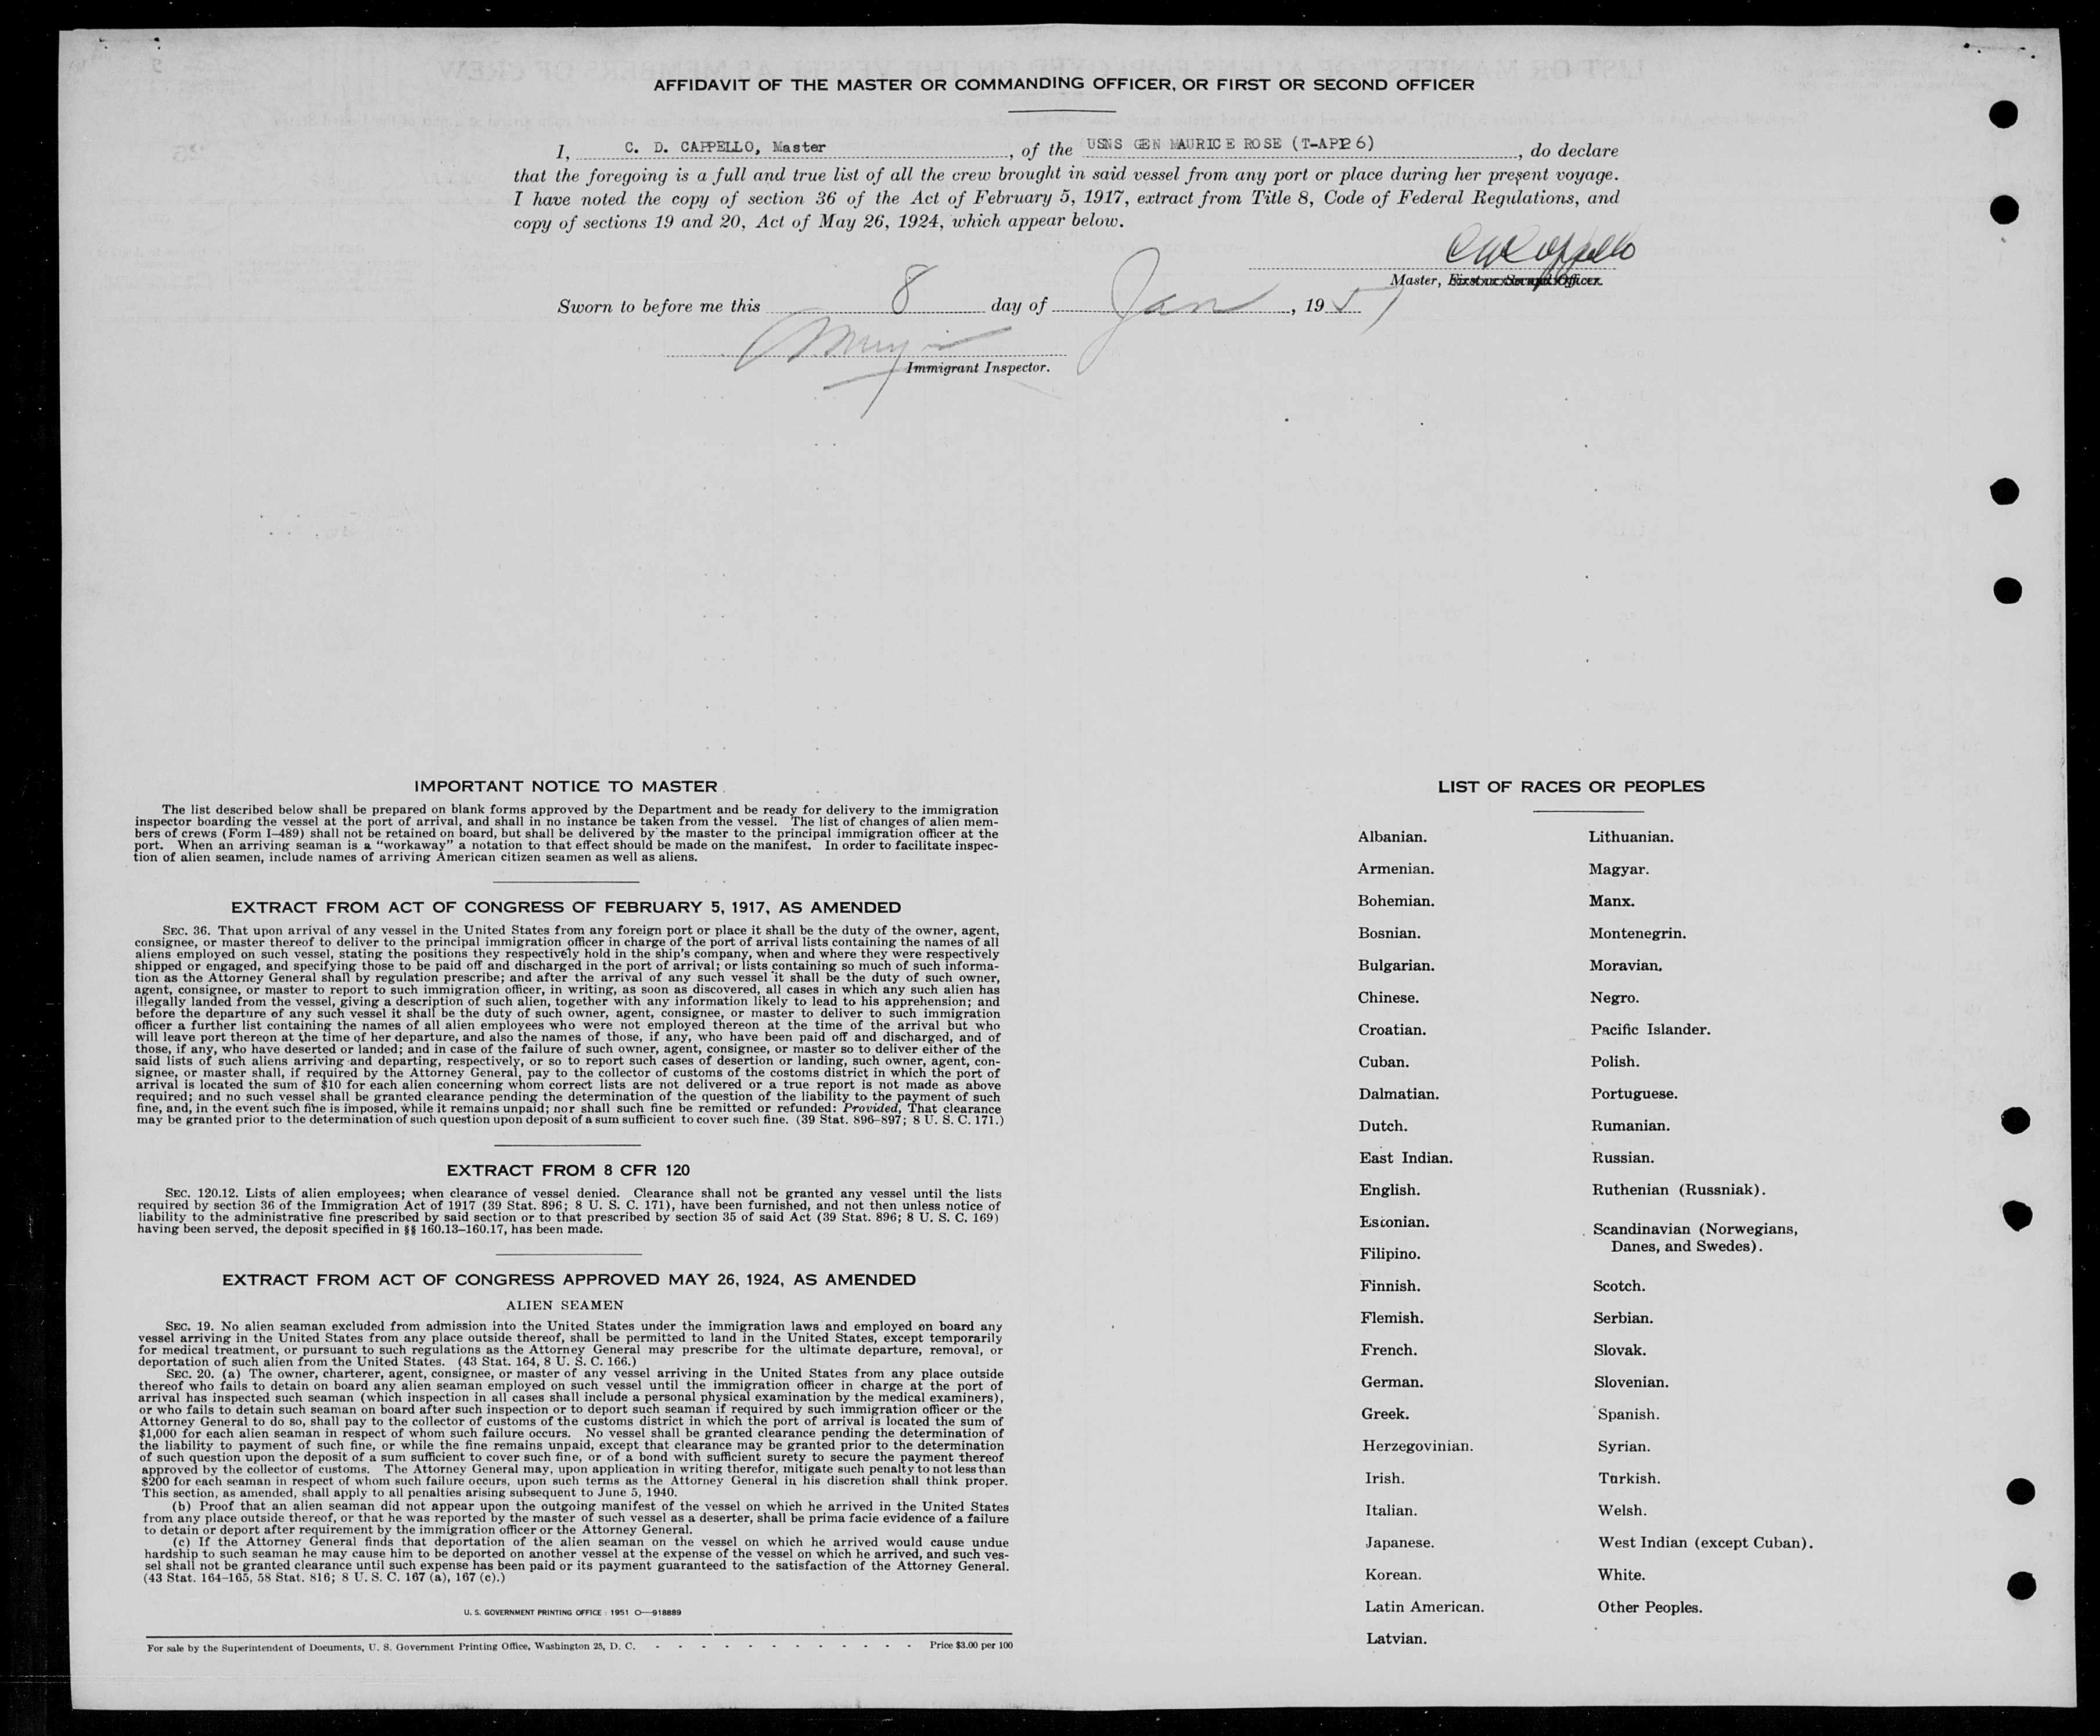 AFFIDAVIT OF THE MASTER OR COMMANDING OFFICER, OR FIRST OR SECOND OFFICER
I, C. D. CAPPELLO, Master, of the USNS GEN MAURICE ROSE (T-AP126), do declare
that the foregoing is a full and true list of all the crew brought in said vessel from any port or place during her present voyage.
I have noted the copy of section 36 of the Act of February 5, 1917, extract from Title 8, Code of Federal Regulations, and
copy of sections 19 and 20, Act of May 26, 1924, which appear below.
Master, First or Second Officer.
Sworn to before me this 8 day of Jan, 195
Immigrant Inspector.
IMPORTANT NOTICE TO MASTER
The list described below shall be prepared on blank forms approved by the Department and be ready for delivery to the immigration
inspector boarding the vessel at the port of arrival, and shall in no instance be taken from the vessel. The list of changes of alien mem-
bers of crews (Form I–489) shall not be retained on board, but shall be delivered by the master to the principal immigration officer at the
port. When an arriving seaman is a “workaway” a notation to that effect should be made on the manifest. In order to facilitate inspec-
tion of alien seamen, include names of arriving American citizen seamen as well as aliens.
EXTRACT FROM ACT OF CONGRESS OF FEBRUARY 5, 1917, AS AMENDED
SEC. 36. That upon arrival of any vessel in the United States from any foreign port or place it shall be the duty of the owner, agent,
consignee, or master thereof to deliver to the principal immigration officer in charge of the port of arrival lists containing the names of all
aliens employed on such vessel, stating the positions they respectively hold in the ship's company, when and where they were respectively
shipped or engaged, and specifying those to be paid off and discharged in the port of arrival; or lists containing so much of such informa-
tion as the Attorney General shall by regulation prescribe; and after the arrival of any such vessel it shall be the duty of such owner,
agent, consignee, or master to report to such immigration officer, in writing, as soon as discovered, all cases in which any such alien has
illegally landed from the vessel, giving a description of such alien, together with any information likely to lead to his apprehension; and
before the departure of any such vessel it shall be the duty of such owner, agent, consignee, or master to deliver to such immigration
officer a further list containing the names of all alien employees who were not employed thereon at the time of the arrival but who
will leave port thereon at the time of her departure, and also the names of those, if any, who have been paid off and discharged, and of
those, if any, who have deserted or landed; and in case of the failure of such owner, agent, consignee, or master so to deliver either of the
said lists of such aliens arriving and departing, respectively, or so to report such cases of desertion or landing, such owner, agent, con-
signee, or master shall, if required by the Attorney General, pay to the collector of customs of the costoms district in which the port of
arrival is located the sum of $10 for each alien concerning whom correct lists are not delivered or a true report is not made as above
required; and no such vessel shall be granted clearance pending the determination of the question of the liability to the payment of such
fine, and, in the event such fine is imposed, while it remains unpaid; nor shall such fine be remitted or refunded: Provided, That clearance
may be granted prior to the determination of such question upon deposit of a sum sufficient to cover such fine. (39 Stat. 896–897; 8 U. S. C. 171.)
EXTRACT FROM 8 CFR 120
SEC. 120.12. Lists of alien employees; when clearance of vessel denied. Clearance shall not be granted any vessel until the lists
required by section 36 of the Immigration Act of 1917 (39 Stat. 896; 8 U. S. C. 171), have been furnished, and not then unless notice of
liability to the administrative fine prescribed by said section or to that prescribed by section 35 of said Act (39 Stat. 896; 8 U. S. C. 169)
having been served, the deposit specified in §§ 160.13–160.17, has been made.
EXTRACT FROM ACT OF CONGRESS APPROVED MAY 26, 1924, AS AMENDED
ALIEN SEAMEN
SEC. 19. No alien seaman excluded from admission into the United States under the immigration laws and employed on board any
vessel arriving in the United States from any place outside thereof, shall be permitted to land in the United States, except temporarily
for medical treatment, or pursuant to such regulations as the Attorney General may prescribe for the ultimate departure, removal, or
deportation of such alien from the United States. (43 Stat. 164, 8 U. S. C. 166.)
SEC. 20. (a) The owner, charterer, agent, consignee, or master of any vessel arriving in the United States from any place outside
thereof who fails to detain on board any alien seaman employed on such vessel until the immigration officer in charge at the port of
arrival has inspected such seaman (which inspection in all cases shall include a personal physical examination by the medical examiners),
or who fails to detain such seaman on board after such inspection or to deport such seaman if required by such immigration officer or the
Attorney General to do so, shall pay to the collector of customs of the customs district in which the port of arrival is located the sum of
$1,000 for each alien seaman in respect of whom such failure occurs. No vessel shall be granted clearance pending the determination of
the liability to payment of such fine, or while the fine remains unpaid, except that clearance may be granted prior to the determination
of such question upon the deposit of a sum sufficient to cover such fine, or of a bond with sufficient surety to secure the payment thereof
approved by the collector of customs. The Attorney General may, upon application in writing therefor, mitigate such penalty to not less than
$200 for each seaman in respect of whom such failure occurs, upon such terms as the Attorney General in his discretion shall think proper.
This section, as amended, shall apply to all penalties arising subsequent to June 5, 1940.
(b) Proof that an alien seaman did not appear upon the outgoing manifest of the vessel on which he arrived in the United States
from any place outside thereof, or that he was reported by the master of such vessel as a deserter, shall be prima facie evidence of a failure
to detain or deport after requirement by the immigration officer or the Attorney General.
(c) If the Attorney General finds that deportation of the alien seaman on the vessel on which he arrived would cause undue
hardship to such seaman he may cause him to be deported on another vessel at the expense of the vessel on which he arrived, and such ves-
sel shall not be granted clearance until such expense has been paid or its payment guaranteed to the satisfaction of the Attorney General.
(43 Stat. 164–165, 58 Stat. 816; 8 U. S. C. 167 (a), 167 (c).)
U. S. GOVERNMENT PRINTING OFFICE : 1951 O—918889
For sale by the Superintendent of Documents, U. S. Government Printing Office, Washington 25, D. C. - - - - - - - - - - - - Price $3.00 per 100
LIST OF RACES OR PEOPLES
Albanian.
Armenian.
Bohemian.
Bosnian.
Bulgarian.
Chinese.
Croatian.
Cuban.
Dalmatian.
Dutch.
East Indian.
English.
Estonian.
Filipino.
Finnish.
Flemish.
French.
German.
Greek.
Herzegovinian.
Irish.
Italian.
Japanese.
Korean.
Latin American.
Latvian.
Lithuanian.
Magyar.
Manx.
Montenegrin.
Moravian.
Negro.
Pacific Islander.
Polish.
Portuguese.
Rumanian.
Russian.
Ruthenian (Russniak).
Scandinavian (Norwegians,
Danes, and Swedes).
Scotch.
Serbian.
Slovak.
Slovenian.
Spanish.
Syrian.
Turkish.
Welsh.
West Indian (except Cuban).
White.
Other Peoples.